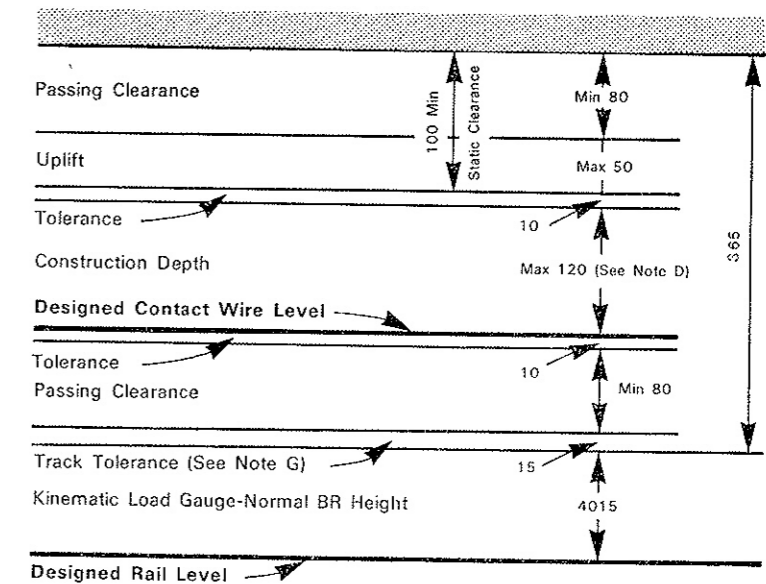 Passing Clearance
100 Min
Static Clearance
Min 80
Uplift
Max 50
Tolerance
10
365
Construction Depth
Max 120 (See Note D)
Designed Contact Wire Level
Tolerance
10
Passing Clearance
Min 80
Track Tolerance (See Note G)
15
Kinematic Load Gauge-Normal BR Height
4015
Designed Rail Level